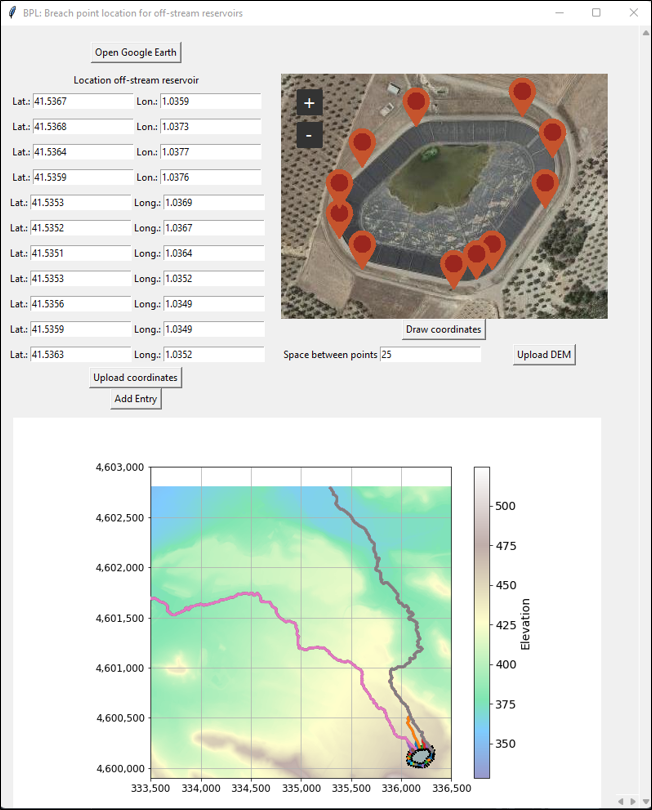 BPL: Breach point location for off-stream reservoirs
Open Google Earth
Location off-stream reservoir
Lat.: 41.5367 Lon.: 1.0359
Lat.: 41.5368 Lon.: 1.0373
Lat.: 41.5364 Lon.: 1.0377
Lat.: 41.5359 Lon.: 1.0376
Lat.: 41.5353 Long.: 1.0369
Lat.: 41.5352 Long.: 1.0367
Lat.: 41.5351 Long.: 1.0364
Lat.: 41.5353 Long.: 1.0352
Lat.: 41.5356 Long.: 1.0349
Lat.: 41.5359 Long.: 1.0349
Lat.: 41.5363 Long.: 1.0352
Upload coordinates
Add Entry
+
-
Draw coordinates
Space between points 25
Upload DEM
4,603,000
4,602,500
4,602,000
4,601,500
4,601,000
4,600,500
4,600,000
333,500 334,000 334,500 335,000 335,500 336,000 336,500
500
475
450
425
400
375
350
Elevation